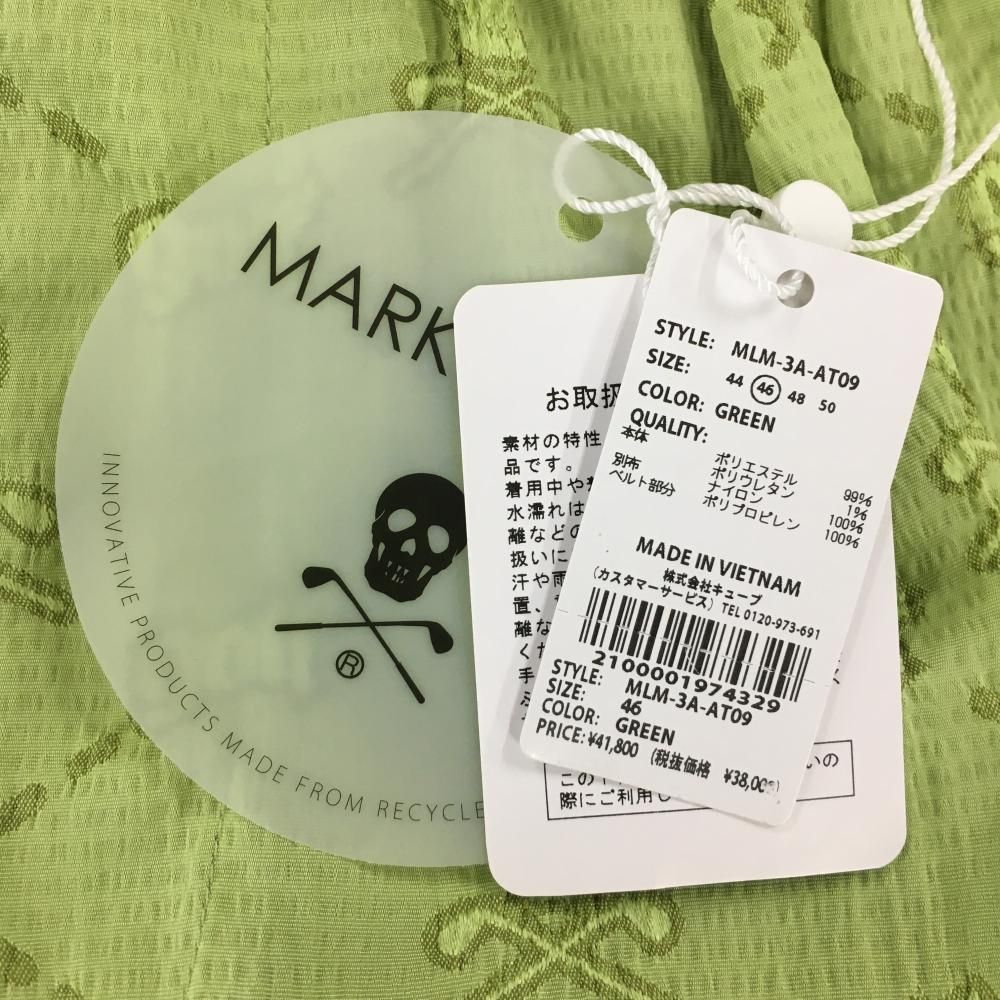 MARK
INNOVATIVE PRODUCTS MADE FROM RECYCLE
®
お取扱
素材の特性
品です。
着用中や
水濡れは
離などの
扱いに
汗や雨
置、
離な
く
手
この
いの
際にご利用
STYLE: MLM-3A-AT09
SIZE: 44 46 48 50
COLOR: GREEN
QUALITY:
本体 ポリエステル 99%
ポリウレタン 1%
別布 ナイロン 100%
ベルト部分 ポリプロピレン 100%
MADE IN VIETNAM
株式会社キューブ
（カスタマーサービス）TEL 0120-973-691
2100001974329
STYLE: MLM-3A-AT09
SIZE: 46
COLOR: GREEN
PRICE: ¥41,800 (税抜価格 ¥38,000)